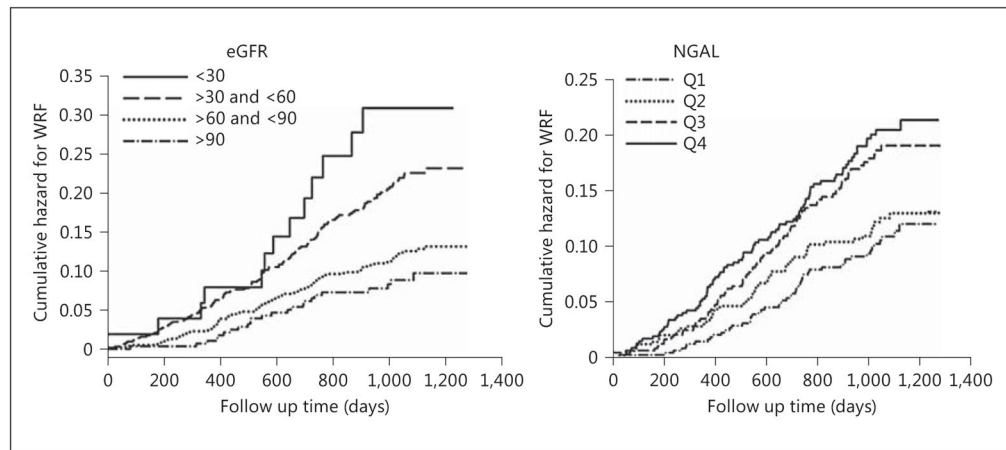 eGFR
<30
>30 and <60
>60 and <90
>90
0.35
0.30
0.25
0.20
0.15
0.10
0.05
0
Cumulative hazard for WRF
0 200 400 600 800 1,000 1,200 1,400
Follow up time (days)
NGAL
Q1
Q2
Q3
Q4
0.25
0.20
0.15
0.10
0.05
0
Cumulative hazard for WRF
0 200 400 600 800 1,000 1,200 1,400
Follow up time (days)